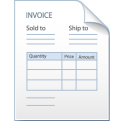 INVOICE
Sold to Ship to
Quantity Price Amount